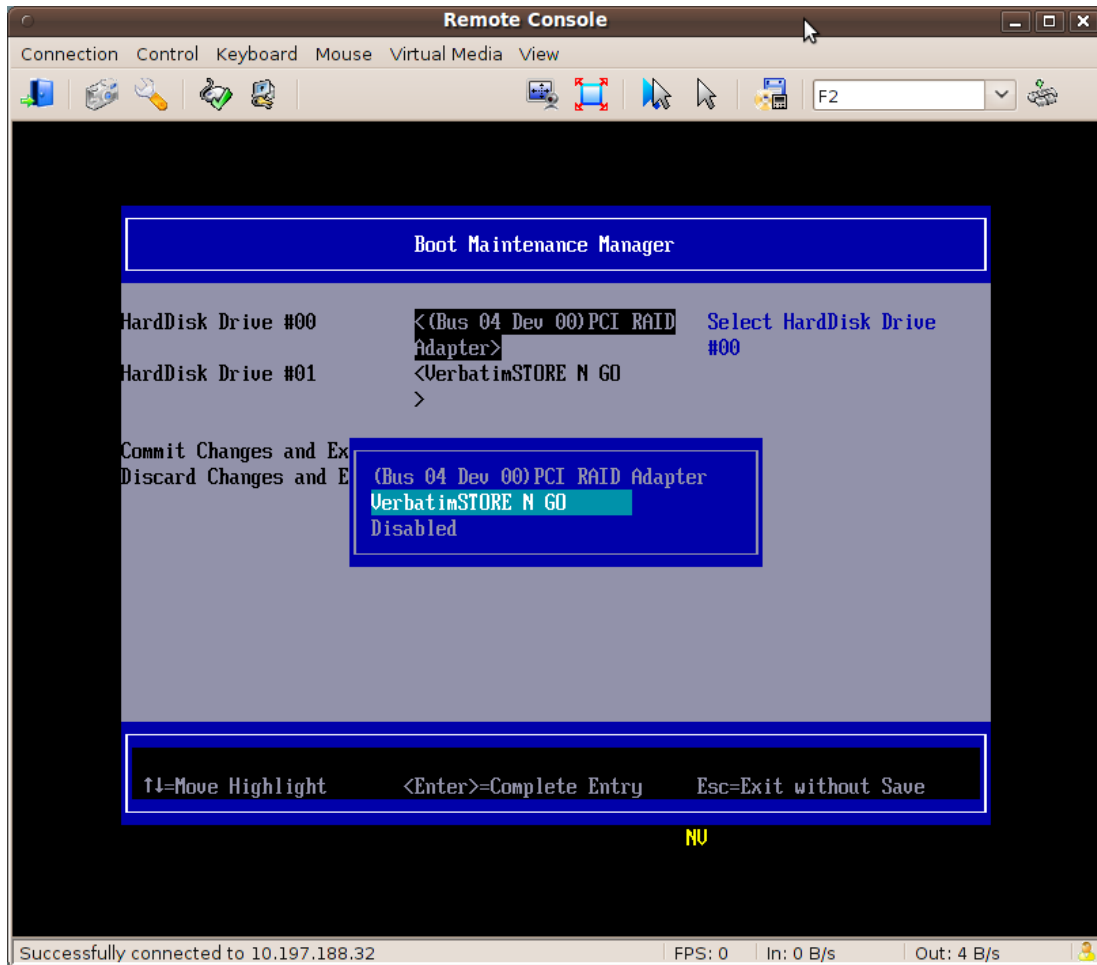 Remote Console
Connection Control Keyboard Mouse Virtual Media View
F2
Boot Maintenance Manager
HardDisk Drive #00 <(Bus 04 Dev 00)PCI RAID Select HardDisk Drive
Adapter> #00
HardDisk Drive #01 <VerbatimSTORE N GO
>
Commit Changes and Ex
Discard Changes and E
(Bus 04 Dev 00)PCI RAID Adapter
VerbatimSTORE N GO
Disabled
↑↓=Move Highlight <Enter>=Complete Entry Esc=Exit without Save
NV
Successfully connected to 10.197.188.32 FPS: 0 In: 0 B/s Out: 4 B/s